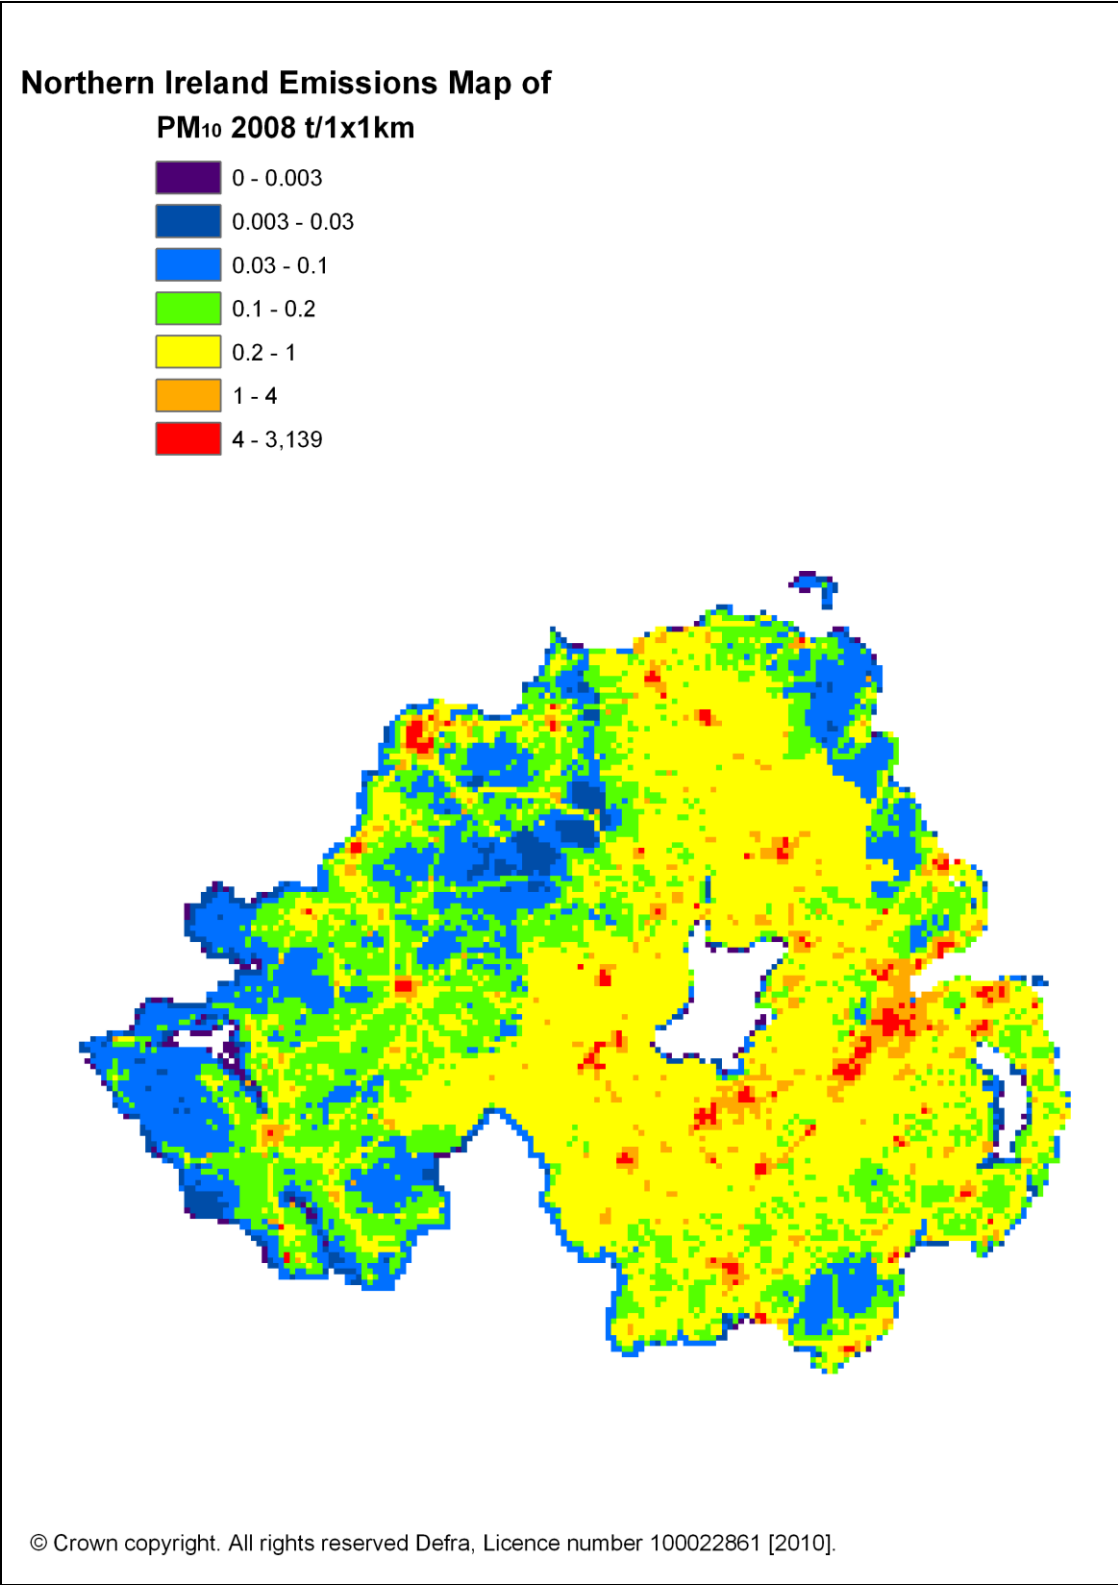 Northern Ireland Emissions Map of
PM10 2008 t/1x1km
0 - 0.003
0.003 - 0.03
0.03 - 0.1
0.1 - 0.2
0.2 - 1
1 - 4
4 - 3,139
© Crown copyright. All rights reserved Defra, Licence number 100022861 [2010].